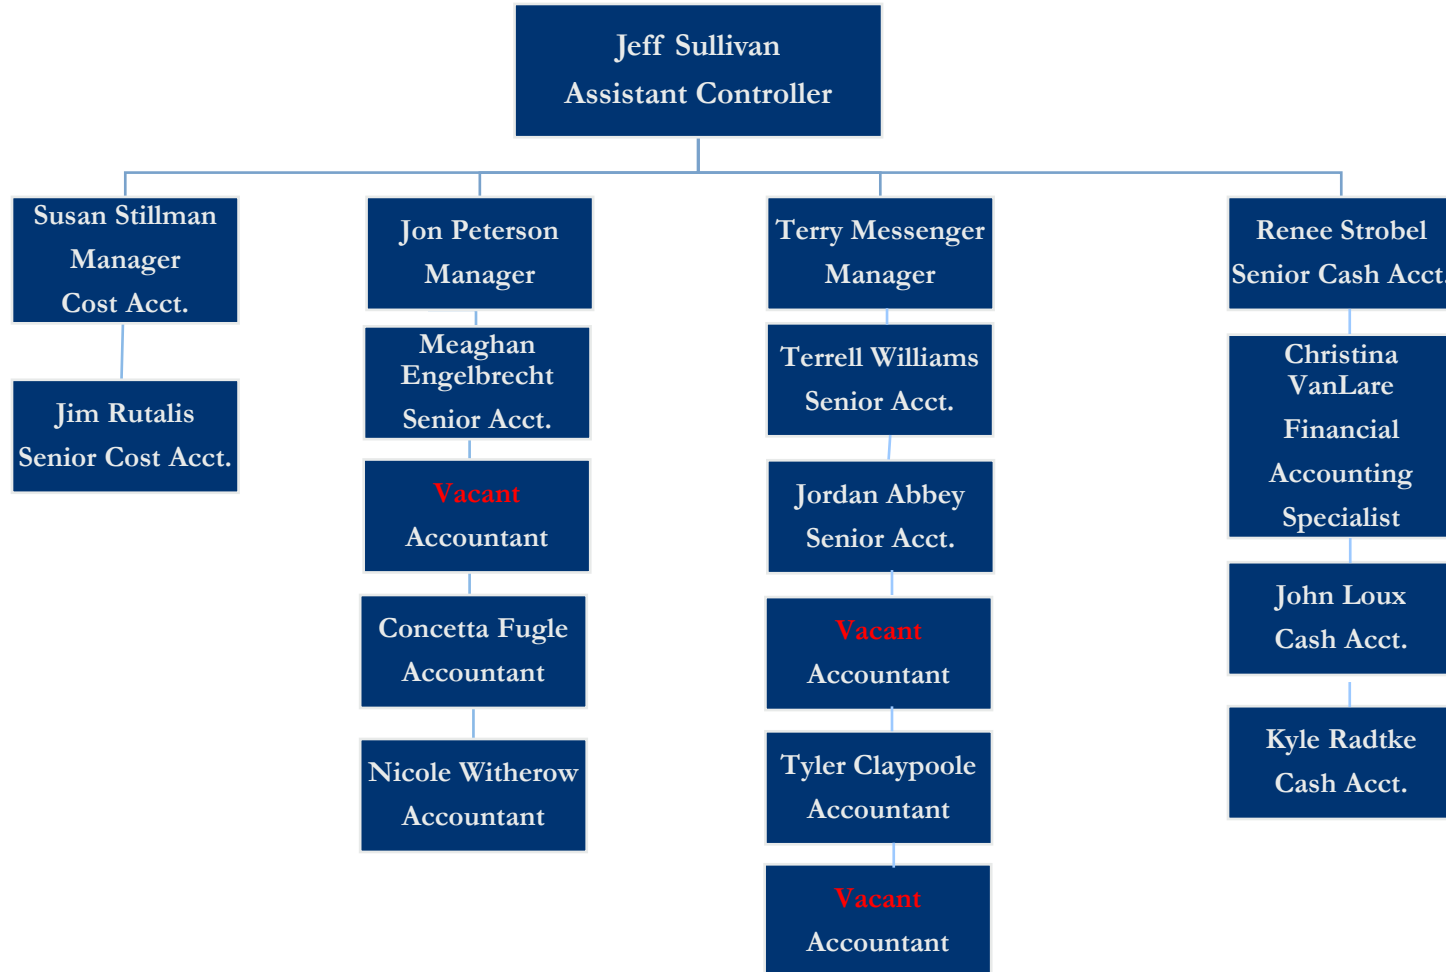 Jeff Sullivan
Assistant Controller
Susan Stillman
Manager
Cost Acct.
Jim Rutalis
Senior Cost Acct.
Jon Peterson
Manager
Meaghan
Engelbrecht
Senior Acct.
Vacant
Accountant
Concetta Fugle
Accountant
Nicole Witherow
Accountant
Terry Messenger
Manager
Terrell Williams
Senior Acct.
Jordan Abbey
Senior Acct.
Vacant
Accountant
Tyler Claypoole
Accountant
Vacant
Accountant
Renee Strobel
Senior Cash Acct.
Christina
VanLare
Financial
Accounting
Specialist
John Loux
Cash Acct.
Kyle Radtke
Cash Acct.